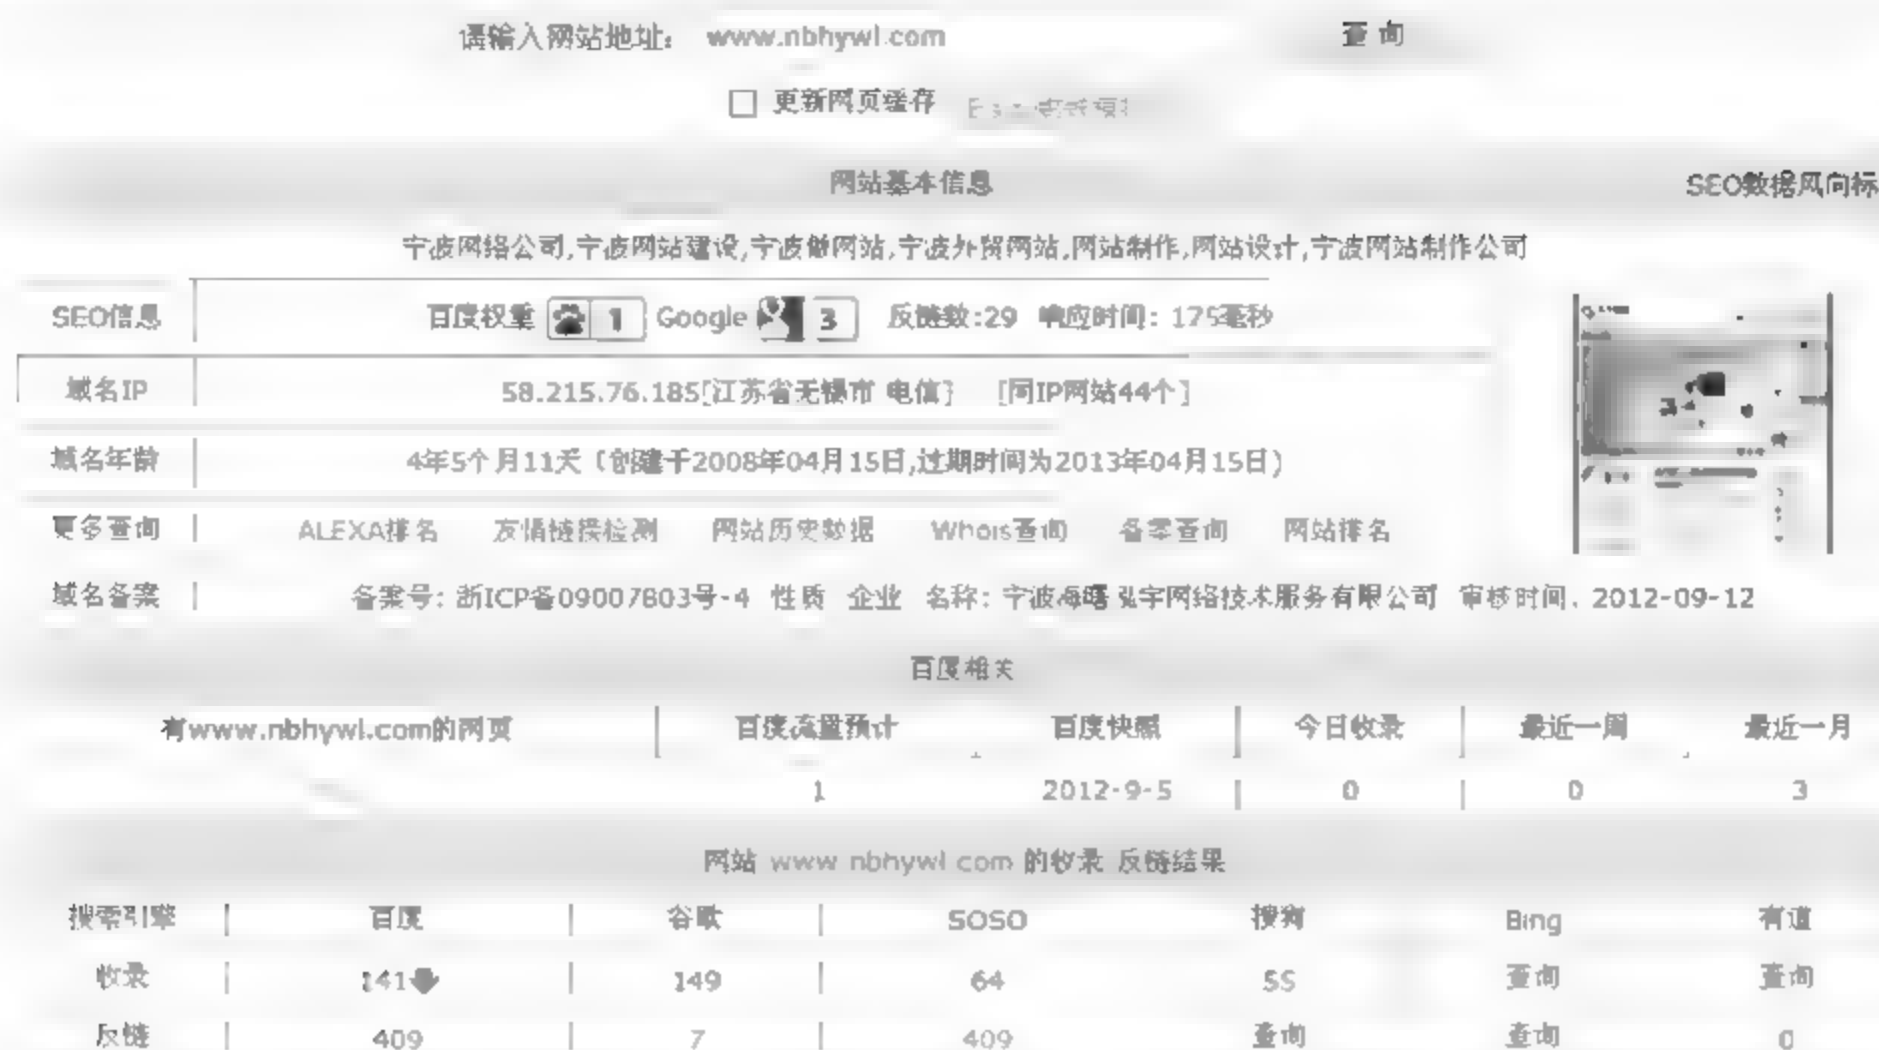 请输入网站地址： www.nbhywl.com 查 询
更新网页缓存
网站基本信息 SEO数据风向标
宁波网络公司,宁波网站建设,宁波做网站,宁波外贸网站,网站制作,网站设计,宁波网站制作公司
SEO信息 百度权重 1 Google 3 反链数:29 响应时间: 175毫秒
域名IP 58.215.76.185[江苏省无锡市 电信] [同IP网站44个]
域名年龄 4年5个月11天 (创建于2008年04月15日,过期时间为2013年04月15日)
更多查询 ALEXA排名 友情链接检测 网站历史数据 Whois查询 备案查询 网站排名
域名备案 备案号: 浙ICP备09007803号-4 性质 企业 名称: 宁波海曙弘宇网络技术服务有限公司 审核时间. 2012-09-12
百度相关
有www.nbhywl.com的网页 百度流量预计 百度快照 今日收录 最近一周 最近一月
1 2012-9-5 0 0 3
网站 www nbhywl com 的收录 反链结果
搜索引擎 百度 谷歌 SOSO 搜狗 Bing 有道
收录 141 149 64 55 查询 查询
反链 409 7 409 查询 查询 0